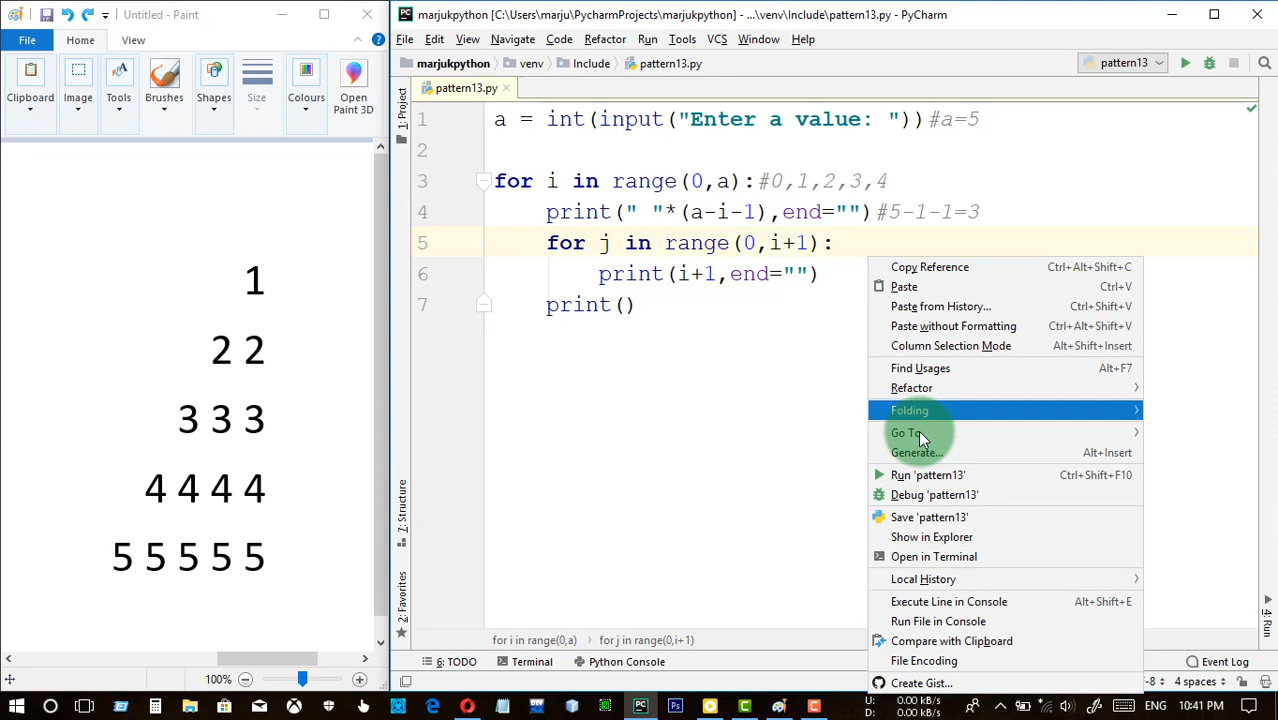 Untitled - Paint
File
Home
View
Clipboard
Image
Tools
Brushes
Shapes
Size
Colours
Open
Paint 3D
1
2 2
3 3 3
4 4 4 4
5 5 5 5 5
100%
marjukpython [C:\Users\marju\PycharmProjects\marjukpython] - ...\venv\Include\pattern13.py - PyCharm
File Edit View Navigate Code Refactor Run Tools VCS Window Help
marjukpython venv Include pattern13.py
pattern13
pattern13.py
1: Project
7: Structure
2: Favorites
1 a = int(input("Enter a value: "))#a=5
2
3 for i in range(0,a):#0,1,2,3,4
4 print(" "*(a-i-1),end="")#5-1-1=3
5 for j in range(0,i+1):
6 print(i+1,end="")
7 print()
Copy Reference Ctrl+Alt+Shift+C
Paste Ctrl+V
Paste from History... Ctrl+Shift+V
Paste without Formatting Ctrl+Alt+Shift+V
Column Selection Mode Alt+Shift+Insert
Find Usages Alt+F7
Refactor
Folding
Go To
Generate... Alt+Insert
Run 'pattern13' Ctrl+Shift+F10
Debug 'pattern13'
Save 'pattern13'
Show in Explorer
Open in Terminal
Local History
Execute Line in Console Alt+Shift+E
Run File in Console
Compare with Clipboard
File Encoding
Create Gist...
4: Run
for i in range(0,a) for j in range(0,i+1)
6: TODO Terminal Python Console
Event Log
F-8 4 spaces
U: 0.00 kB/s
D: 0.00 kB/s
ENG 10:41 PM